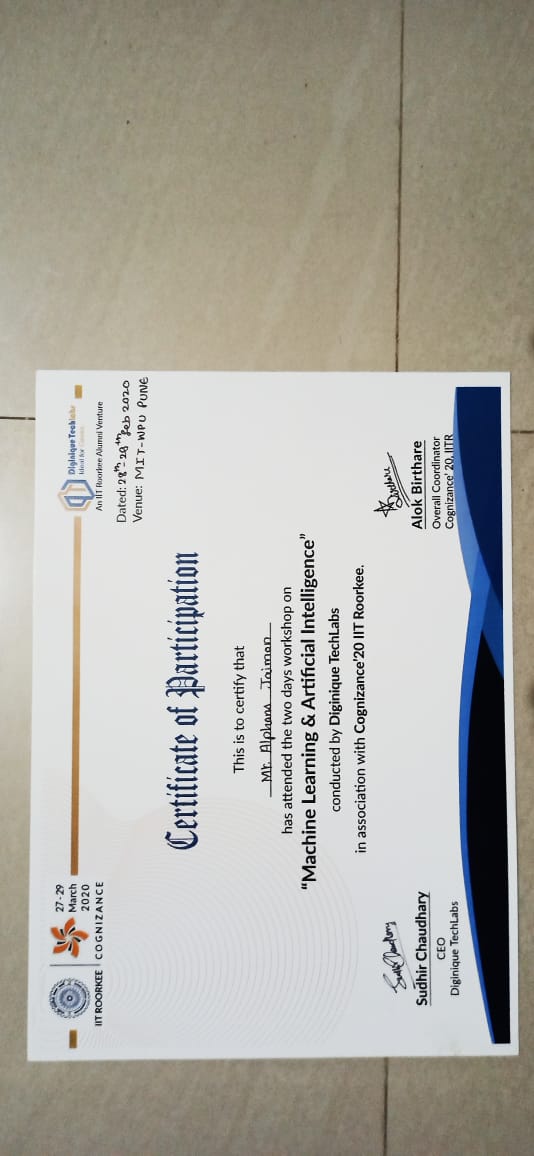 IIT ROORKEE
27 - 29
March
2020
COGNIZANCE
Diginique TechLabs
An IIT Roorkee Alumni Venture
Dated: 28th- 29th Feb 2020
Venue: MIT-WPU PUNE
Certificate of Participation
This is to certify that
Mr. Alphons Jaimon
has attended the two days workshop on
“Machine Learning & Artificial Intelligence”
conducted by Diginique TechLabs
in association with Cognizance'20 IIT Roorkee.
Sudhir Chaudhary
CEO
Diginique TechLabs
Alok Birthare
Overall Coordinator
Cognizance' 20, IITR